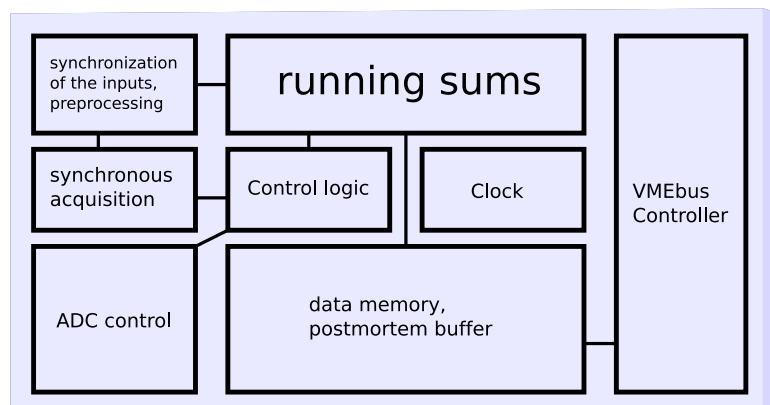 synchronization
of the inputs,
preprocessing
running sums
synchronous
acquisition
Control logic
Clock
VMEbus
Controller
ADC control
data memory,
postmortem buffer